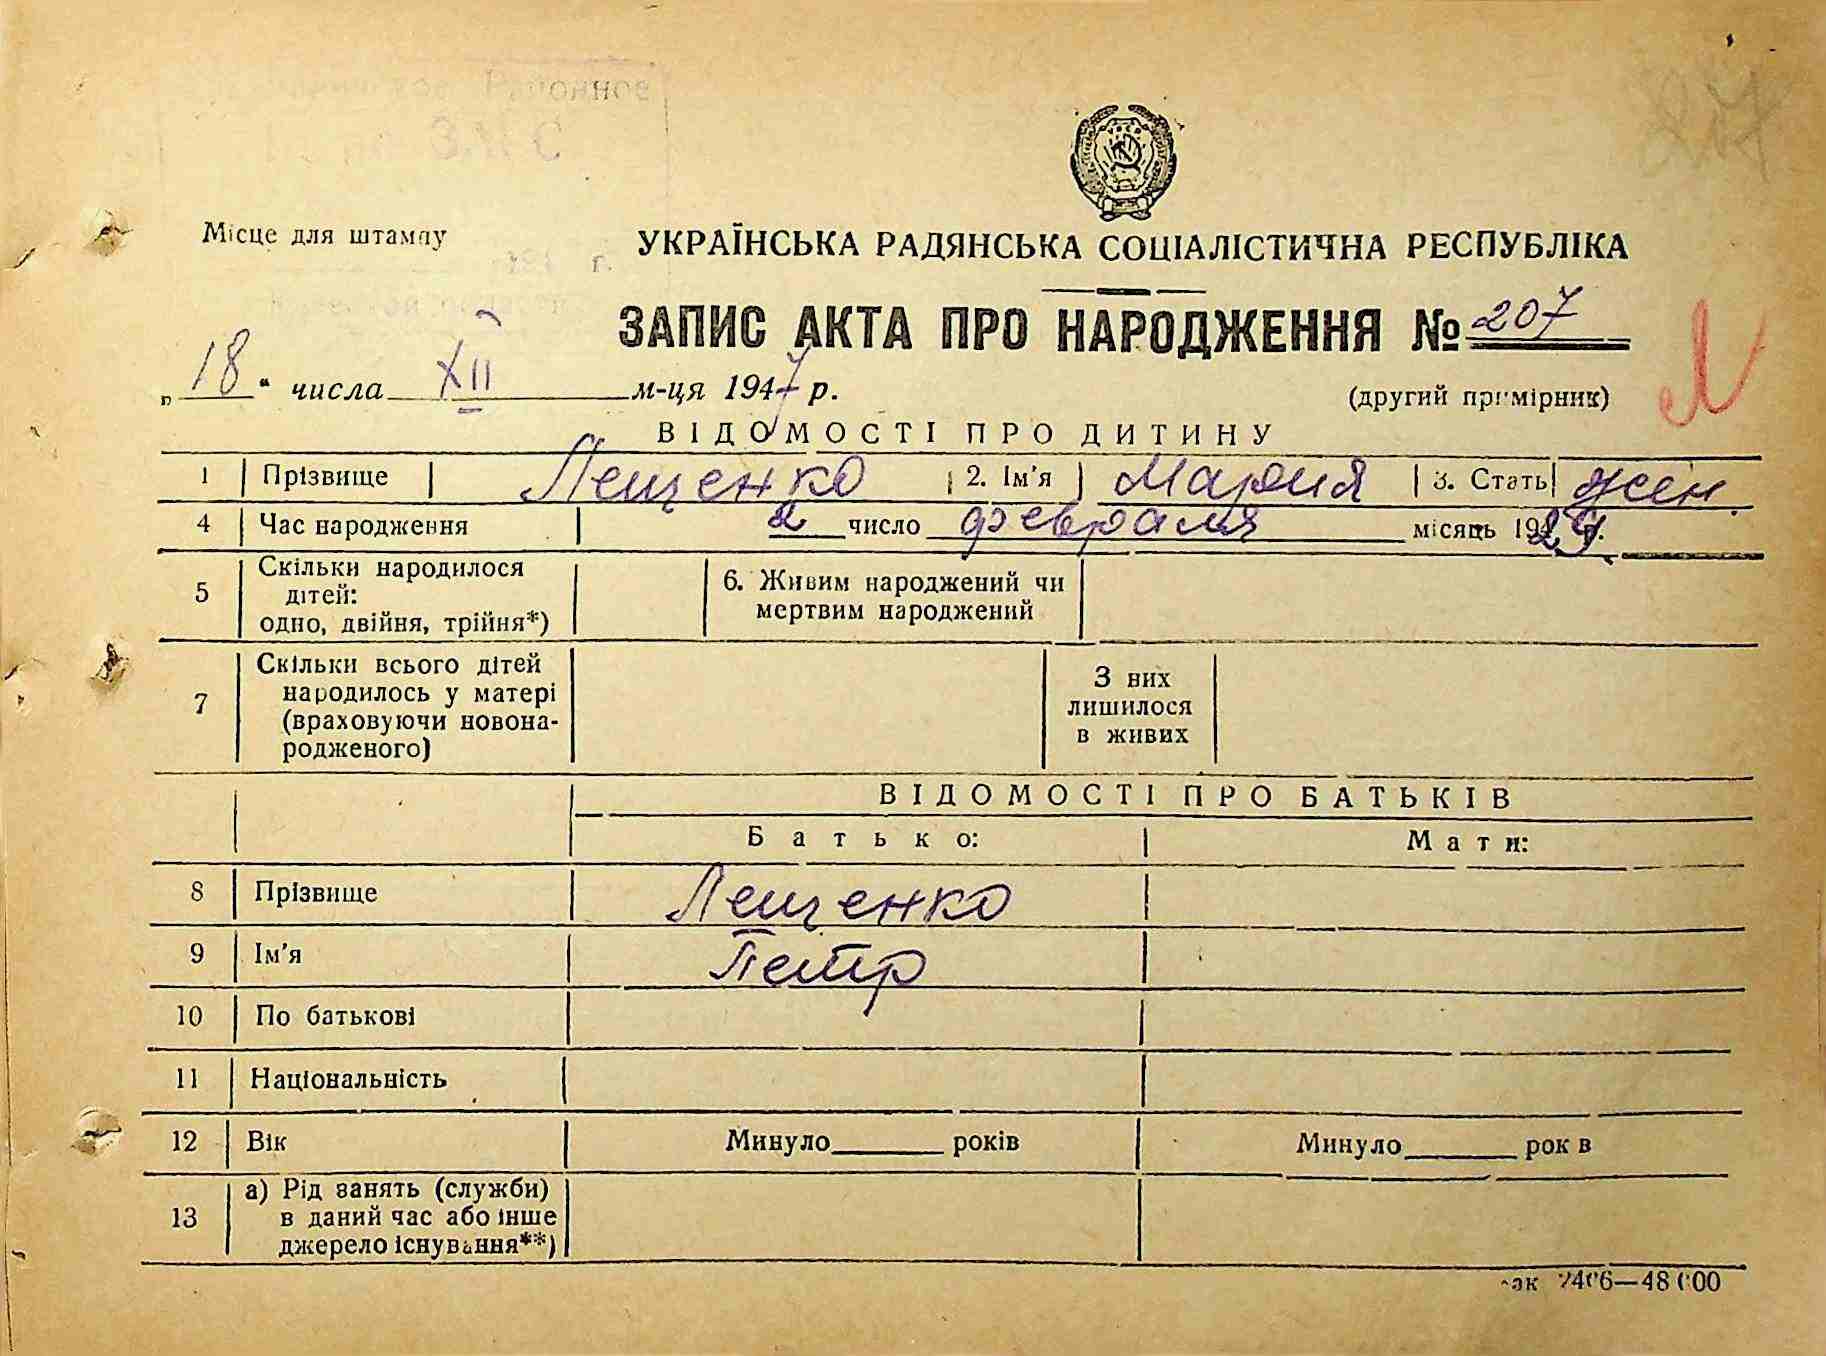 Районное
ЗАГС
207
Місце для штампу
УКРАЇНСЬКА РАДЯНСЬКА СОЦІАЛІСТИЧНА РЕСПУБЛІКА
ЗАПИС АКТА ПРО НАРОДЖЕННЯ № 207
„18“ числа XII м-ця 1947 р.
(другий примірник)
Л
ВІДОМОСТІ ПРО ДИТИНУ
1 Прізвище Лещенко 2. Ім'я Мария 3. Стать жен.
4 Час народження 2 число февраля місяць 19
5 Скільки народилося дітей: одно, двійня, трійня*) 6. Живим народжений чи мертвим народжений
7 Скільки всього дітей народилось у матері (враховуючи новонародженого) З них лишилося в живих
ВІДОМОСТІ ПРО БАТЬКІВ
Батько: Мати:
8 Прізвище Лещенко
9 Ім'я Петр
10 По батькові
11 Національність
12 Вік Минуло років Минуло рок в
13 а) Рід занять (служби) в даний час або інше джерело існування**)